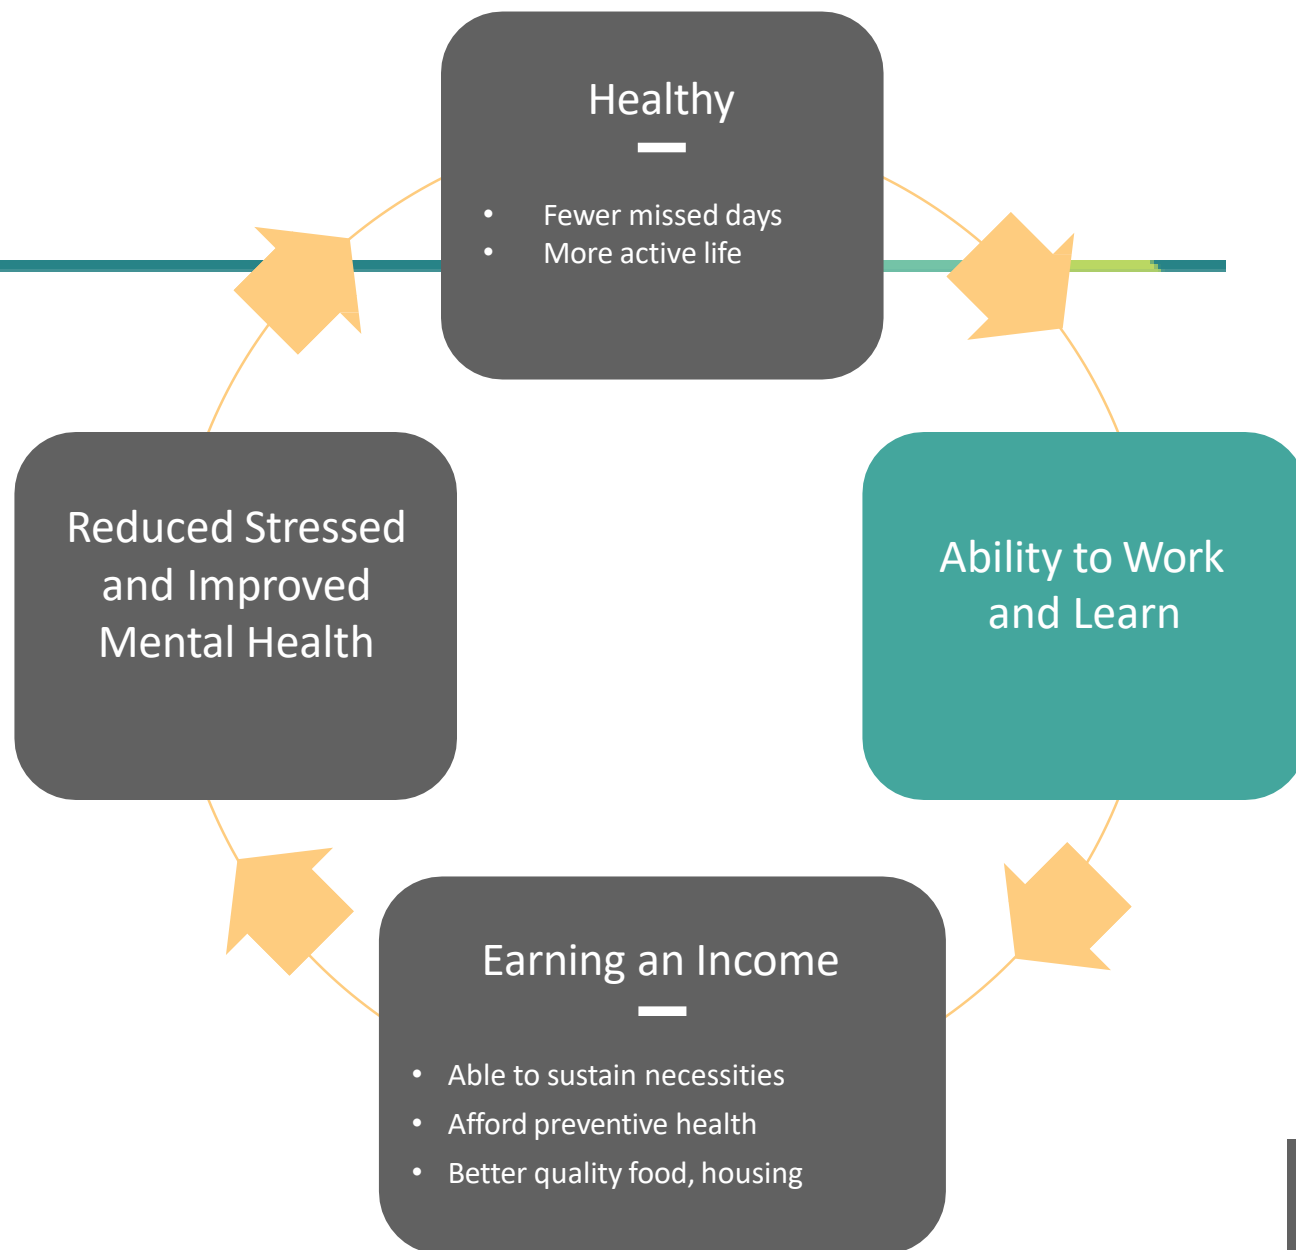 Healthy
• Fewer missed days
• More active life
Ability to Work
and Learn
Earning an Income
• Able to sustain necessities
• Afford preventive health
• Better quality food, housing
Reduced Stressed
and Improved
Mental Health